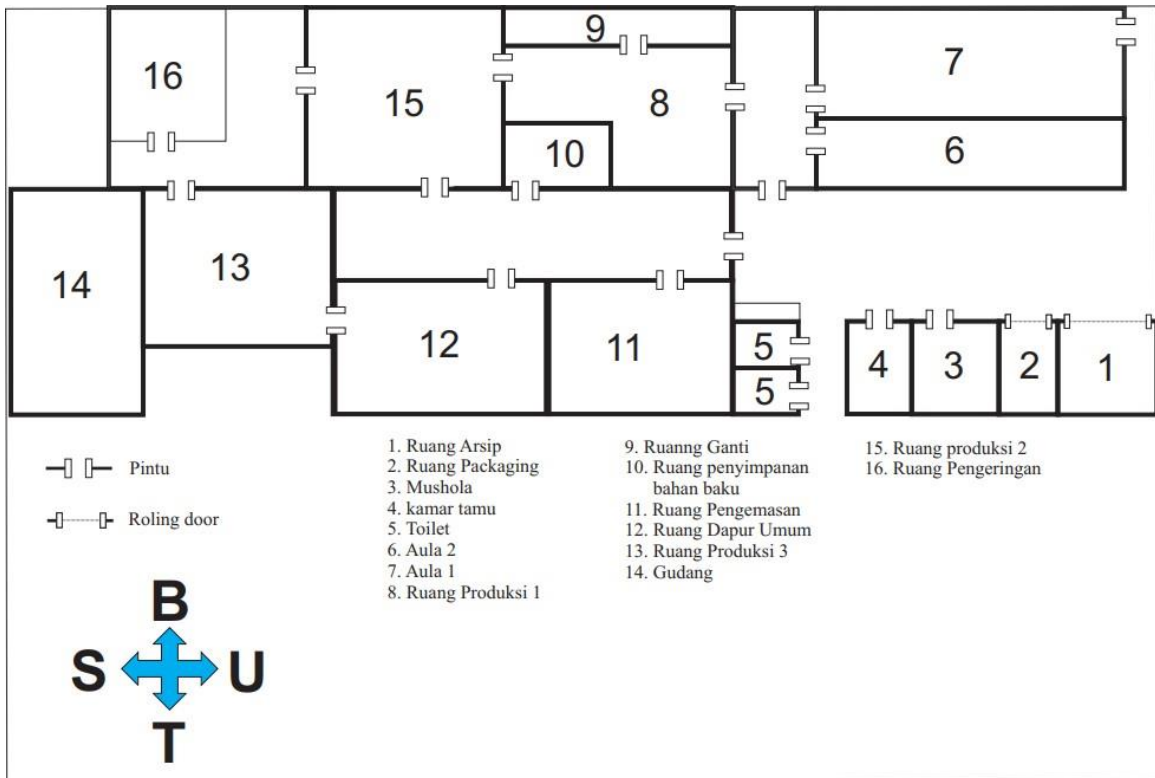 16
15
9
8
10
7
6
14
13
12
11
5
5
4
3
2
1
Pintu
Roling door
1. Ruang Arsip
2. Ruang Packaging
3. Mushola
4. kamar tamu
5. Toilet
6. Aula 2
7. Aula 1
8. Ruang Produksi 1
9. Ruanng Ganti
10. Ruang penyimpanan
bahan baku
11. Ruang Pengemasan
12. Ruang Dapur Umum
13. Ruang Produksi 3
14. Gudang
15. Ruang produksi 2
16. Ruang Pengeringan
B
S U
T